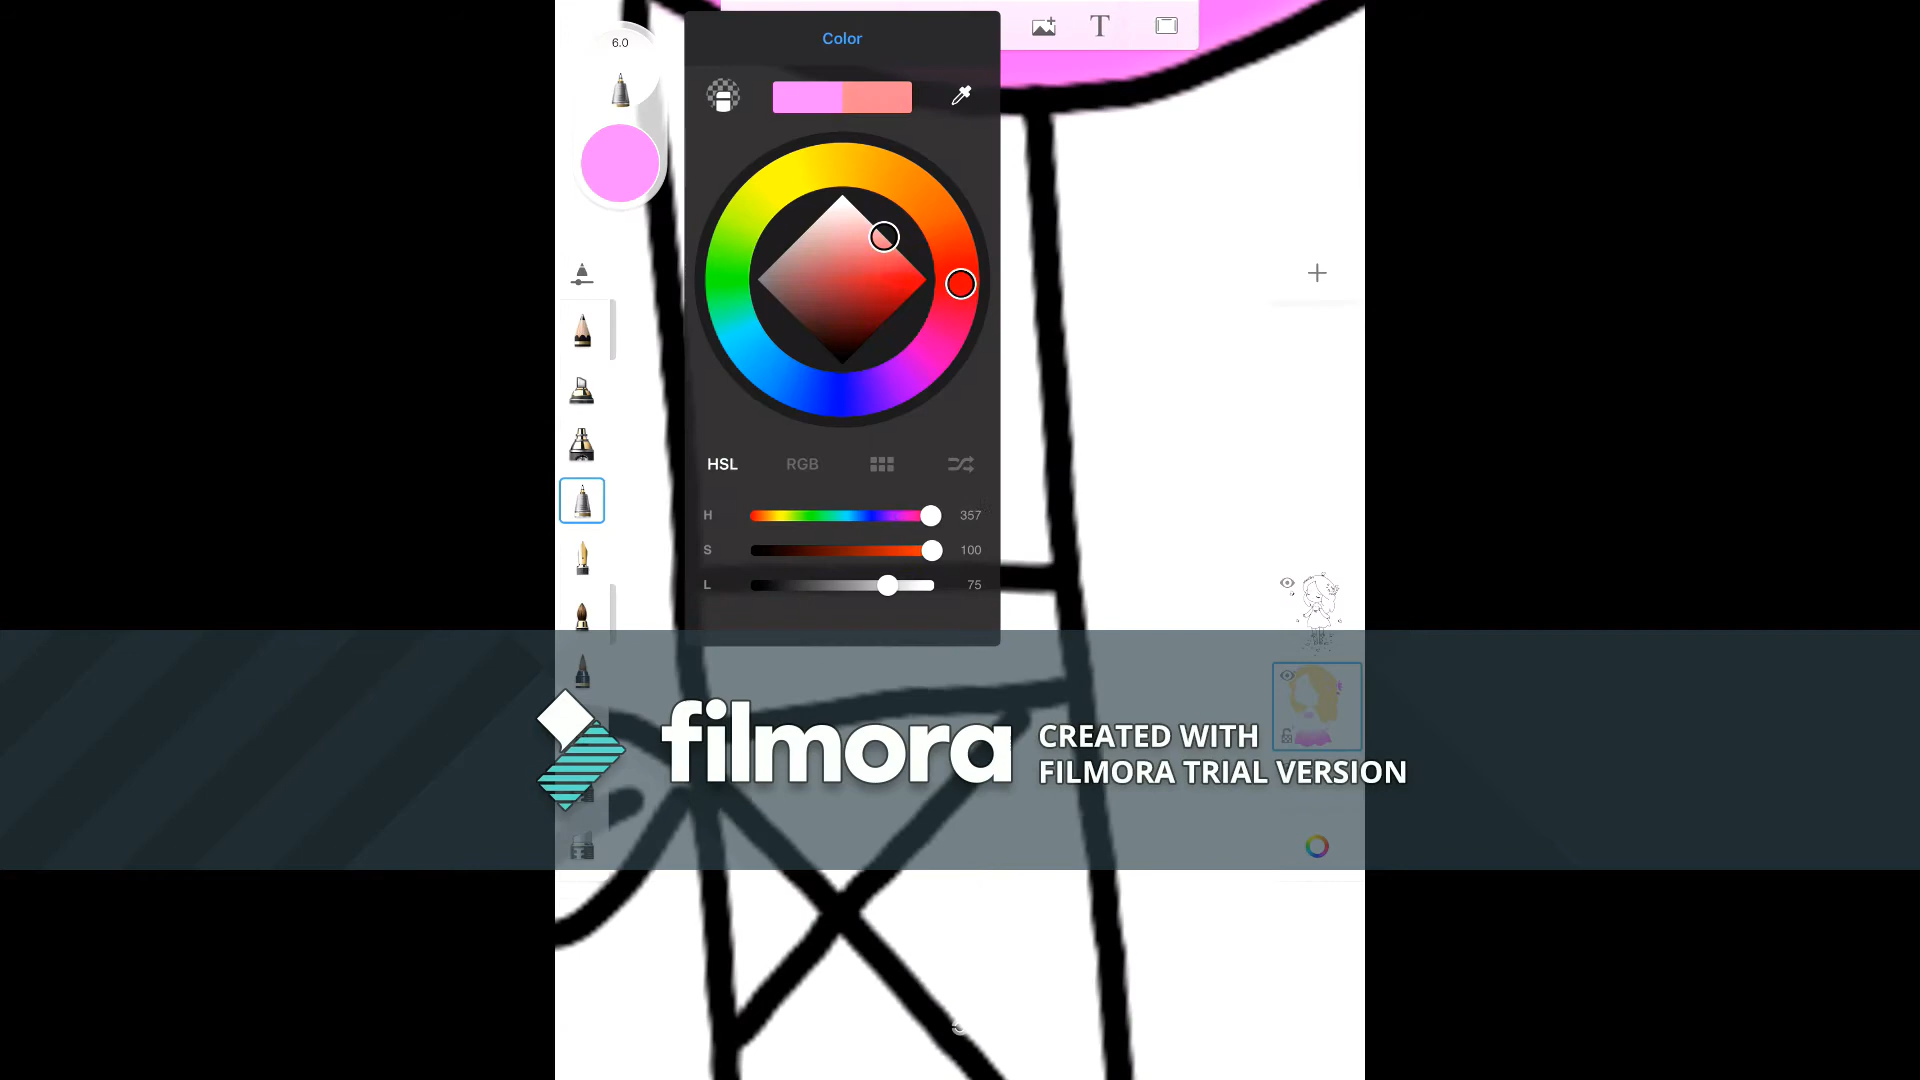 6.0
Color
T
HSL RGB
H 357
S 100
L 75
filmora
CREATED WITH
FILMORA TRIAL VERSION